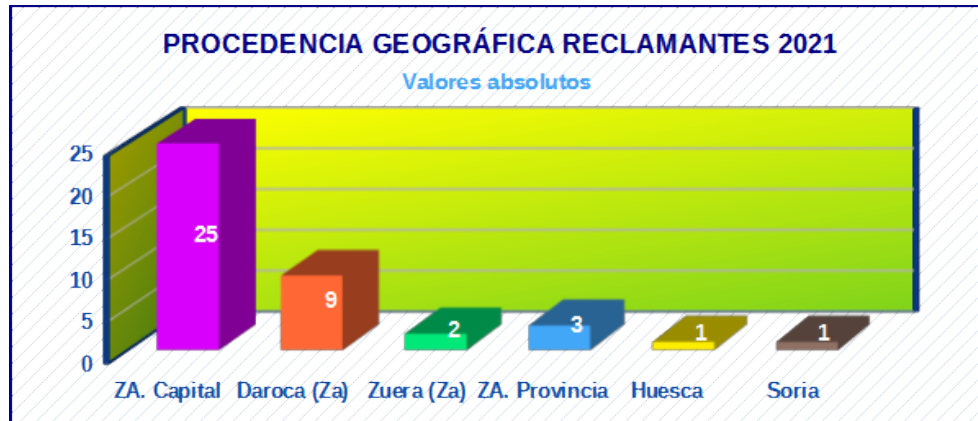 PROCEDENCIA GEOGRÁFICA RECLAMANTES 2021
Valores absolutos
25
20
15
10
5
0
25
9
2
3
1
1
ZA. Capital
Daroca (Za)
Zuera (Za)
ZA. Provincia
Huesca
Soria